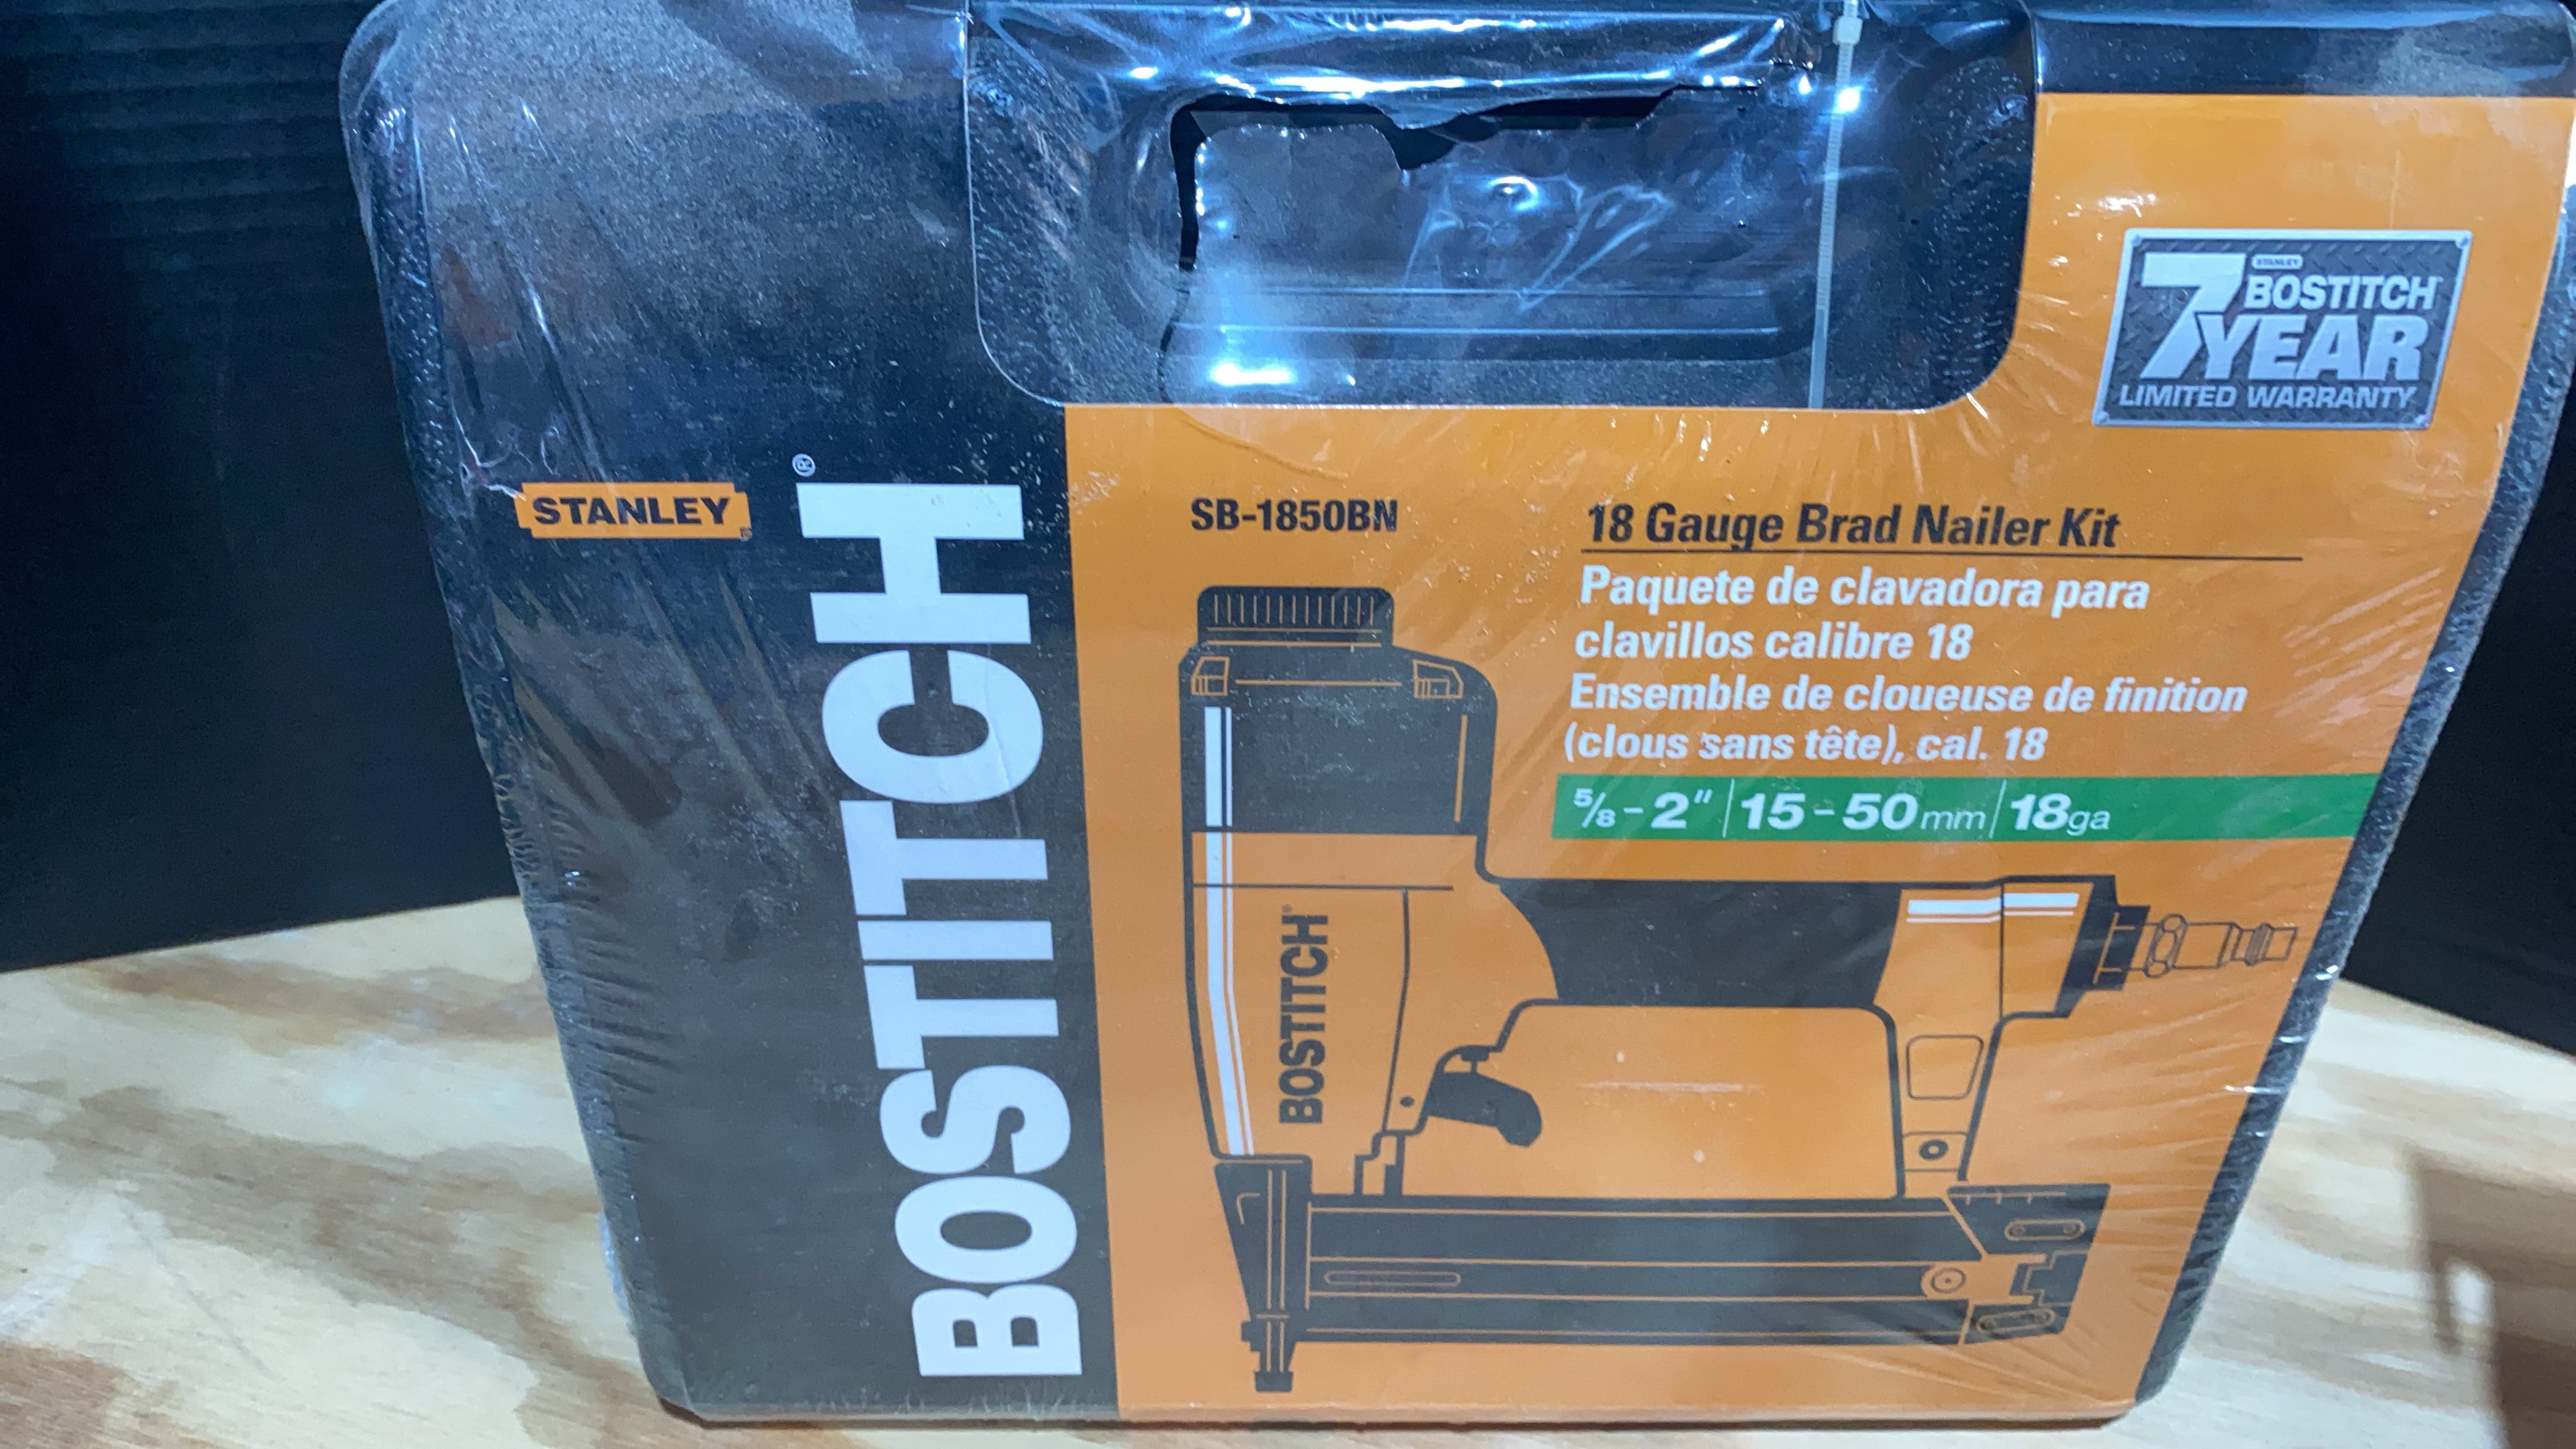 STANLEY
BOSTITCH®
STANLEY
7 BOSTITCH
YEAR
LIMITED WARRANTY
SB-1850BN
18 Gauge Brad Nailer Kit
Paquete de clavadora para
clavillos calibre 18
Ensemble de cloueuse de finition
(clous sans tête), cal. 18
5/8 - 2" | 15 - 50 mm | 18ga
BOSTITCH®